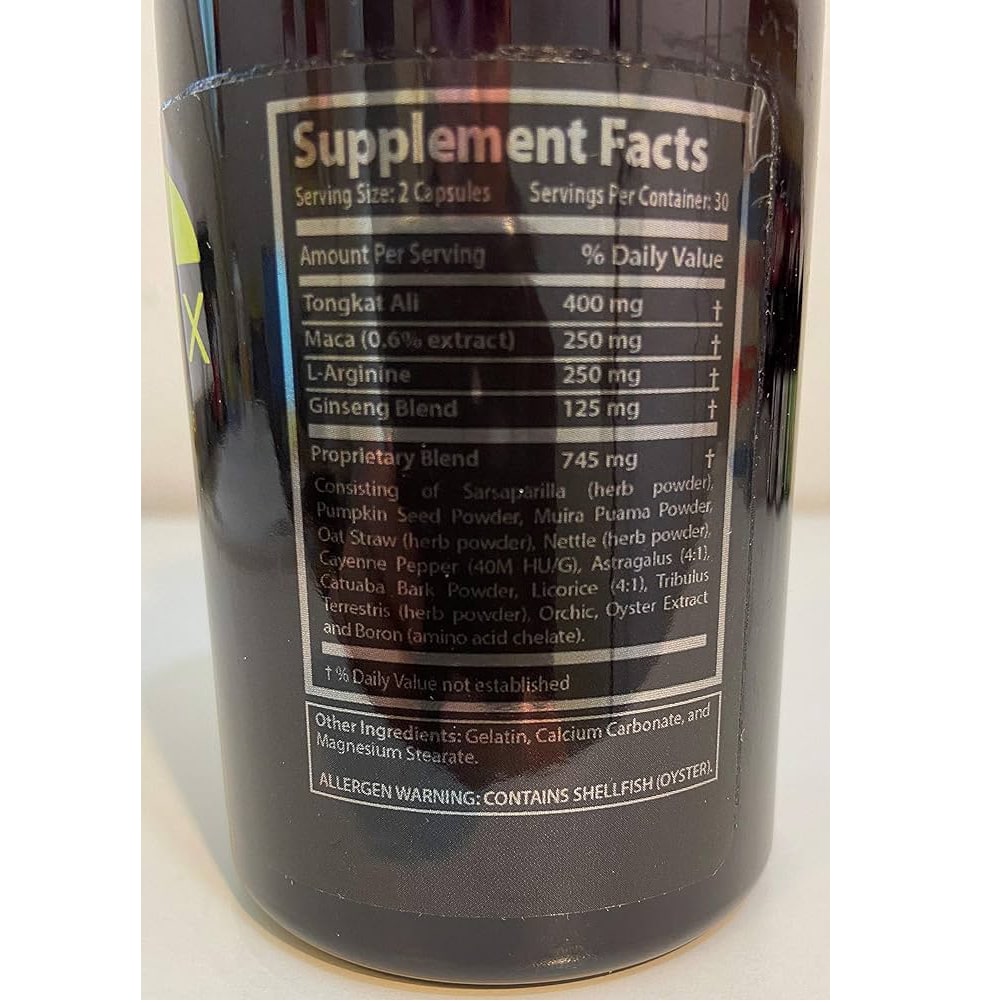 Supplement Facts
Serving Size: 2 Capsules Servings Per Container: 30
Amount Per Serving % Daily Value
Tongkat Ali 400 mg †
Maca (0.6% extract) 250 mg †
L-Arginine 250 mg †
Ginseng Blend 125 mg †
Proprietary Blend 745 mg †
Consisting of Sarsaparilla (herb powder),
Pumpkin Seed Powder, Muira Puama Powder,
Oat Straw (herb powder), Nettle (herb powder),
Cayenne Pepper (40M HU/G), Astragalus (4:1),
Catuaba Bark Powder, Licorice (4:1), Tribulus
Terrestris (herb powder), Orchic, Oyster Extract
and Boron (amino acid chelate).
† % Daily Value not established
Other Ingredients: Gelatin, Calcium Carbonate, and
Magnesium Stearate.
ALLERGEN WARNING: CONTAINS SHELLFISH (OYSTER).
X